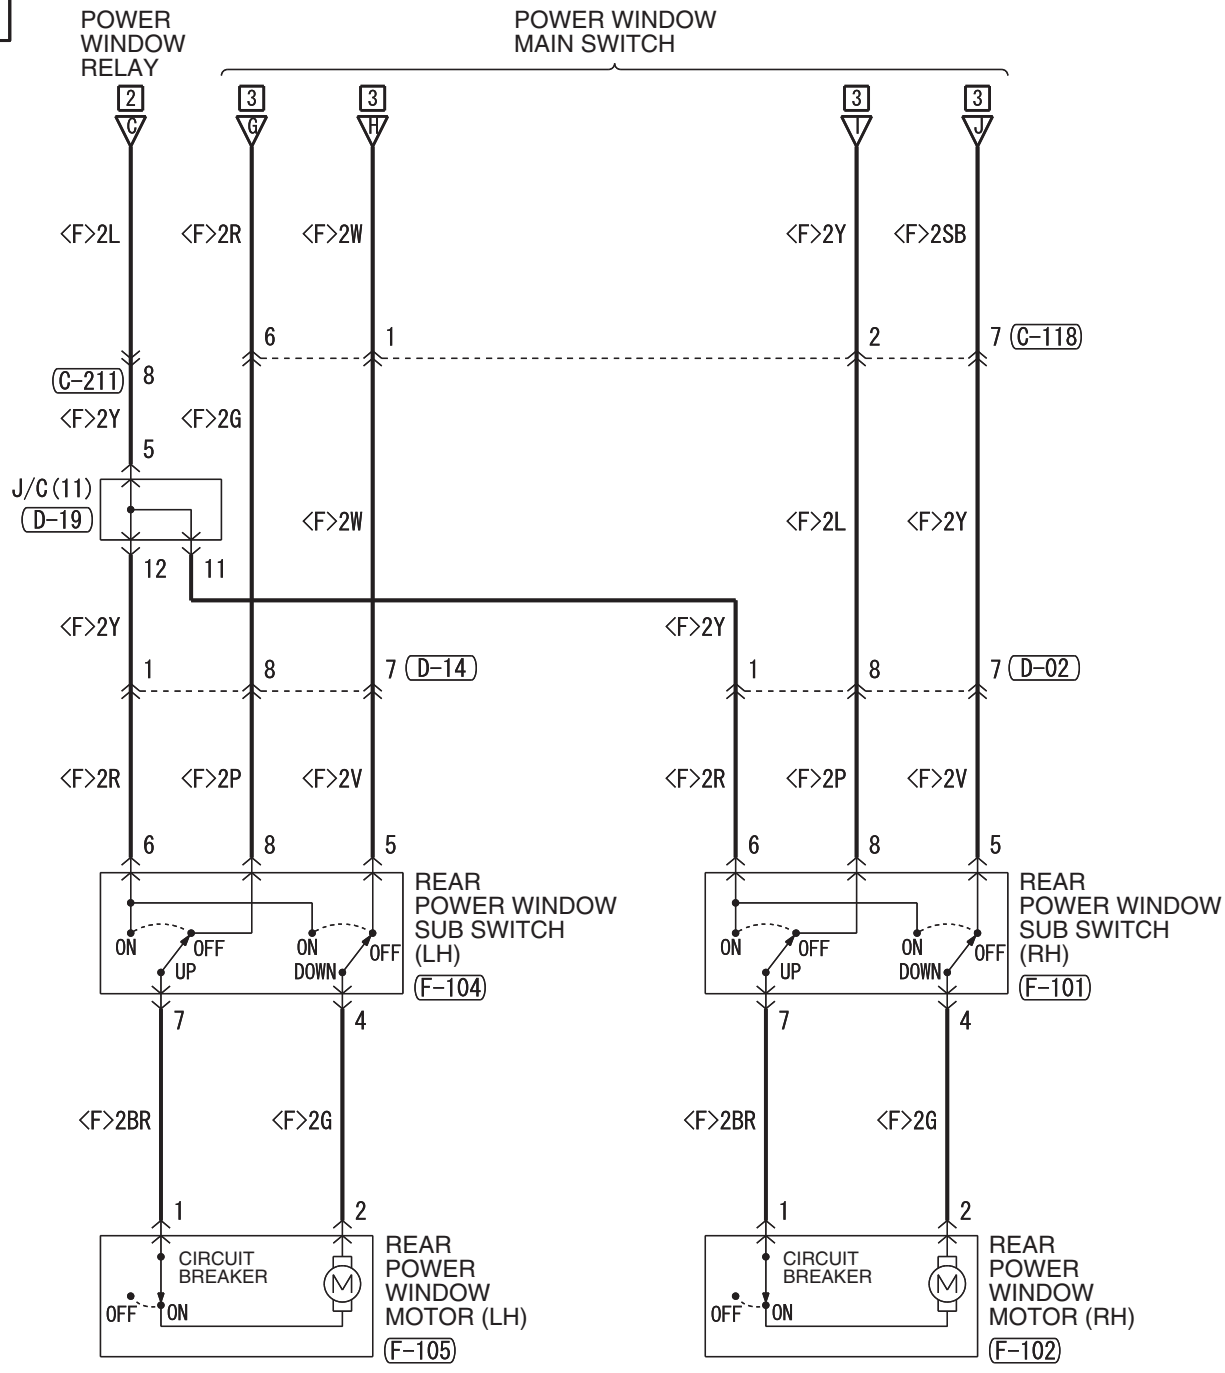 POWER
WINDOW
RELAY
POWER WINDOW
MAIN SWITCH
2 3 3 3 3
C G H I J
<F>2L <F>2R <F>2W <F>2Y <F>2SB
6 1 2 7 C-118
C-211 8
<F>2Y <F>2G
5
J/C(11)
D-19 <F>2W <F>2L <F>2Y
12 11
<F>2Y <F>2Y
1 8 7 D-14 1 8 7 D-02
<F>2R <F>2P <F>2V <F>2R <F>2P <F>2V
6 8 5 6 8 5
REAR
POWER WINDOW
SUB SWITCH
(LH)
F-104
ON OFF UP ON OFF DOWN
REAR
POWER WINDOW
SUB SWITCH
(RH)
F-101
ON OFF UP ON OFF DOWN
7 4 7 4
<F>2BR <F>2G <F>2BR <F>2G
1 2 1 2
CIRCUIT
BREAKER
M
OFF ON
REAR
POWER
WINDOW
MOTOR (LH)
F-105
CIRCUIT
BREAKER
M
OFF ON
REAR
POWER
WINDOW
MOTOR (RH)
F-102